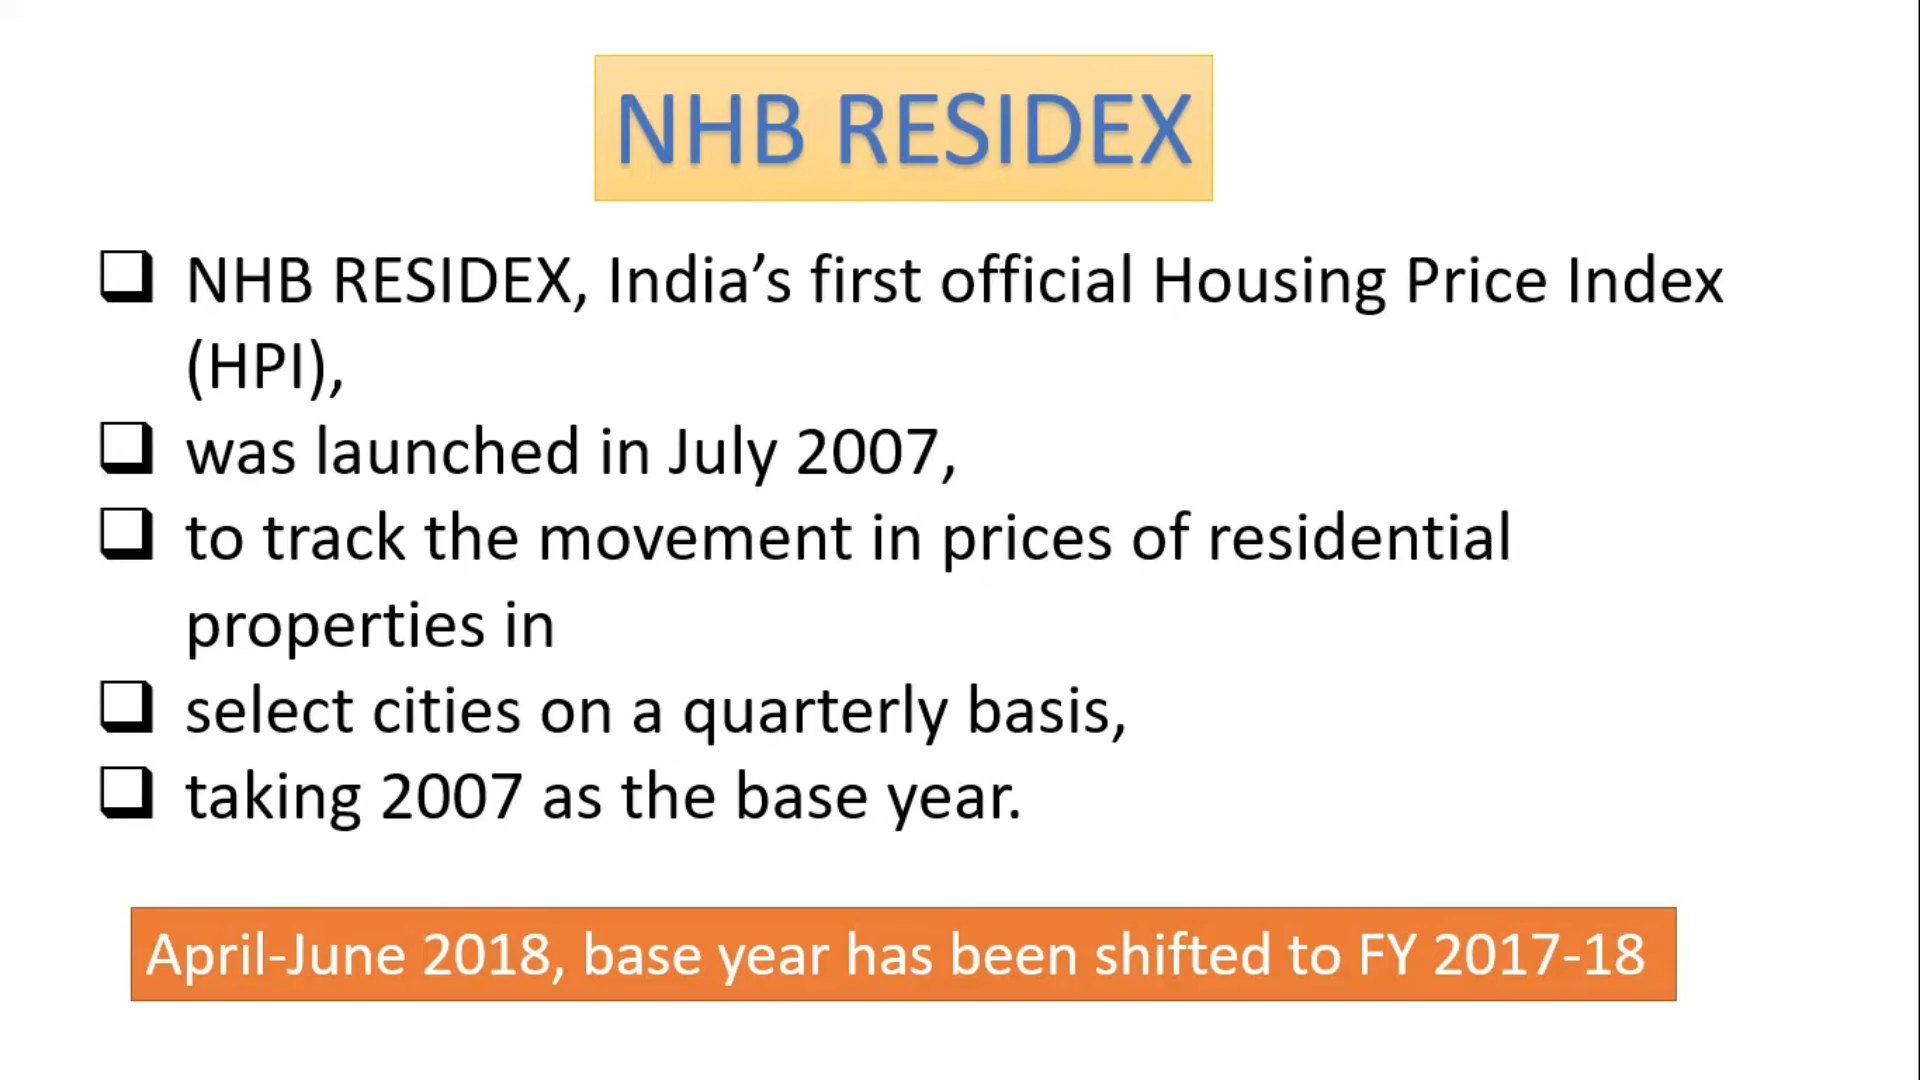 NHB RESIDEX
NHB RESIDEX, India’s first official Housing Price Index
(HPI),
was launched in July 2007,
to track the movement in prices of residential
properties in
select cities on a quarterly basis,
taking 2007 as the base year.
April-June 2018, base year has been shifted to FY 2017-18